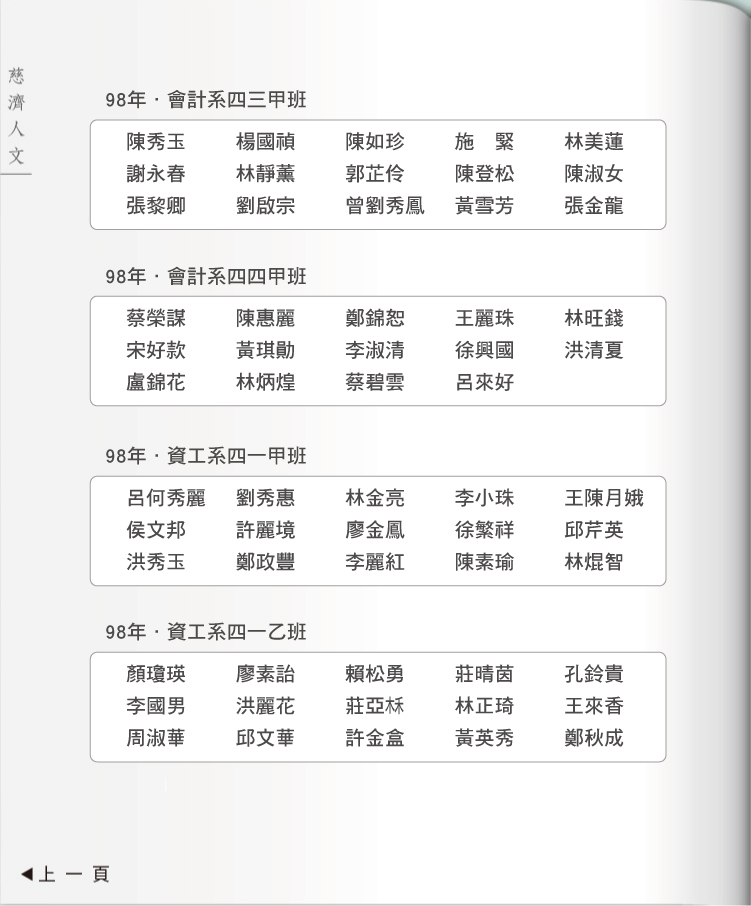 慈濟人文
98年·會計系四三甲班
陳秀玉 楊國禎 陳如珍 施 緊 林美蓮
謝永春 林靜薰 郭芷伶 陳登松 陳淑女
張黎卿 劉啟宗 曾劉秀鳳 黃雪芳 張金龍
98年·會計系四四甲班
蔡榮謀 陳惠麗 鄭錦恕 王麗珠 林旺錢
宋好款 黃琪勛 李淑清 徐興國 洪清夏
盧錦花 林炳煌 蔡碧雲 呂來好
98年·資工系四一甲班
呂何秀麗 劉秀惠 林金亮 李小珠 王陳月娥
侯文邦 許麗境 廖金鳳 徐繁祥 邱芹英
洪秀玉 鄭政豐 李麗紅 陳素瑜 林焜智
98年·資工系四一乙班
顏瓊瑛 廖素詒 賴松勇 莊晴茵 孔鈴貴
李國男 洪麗花 莊亞 林正琦 王來香
周淑華 邱文華 許金盒 黃英秀 鄭秋成
◀上一頁